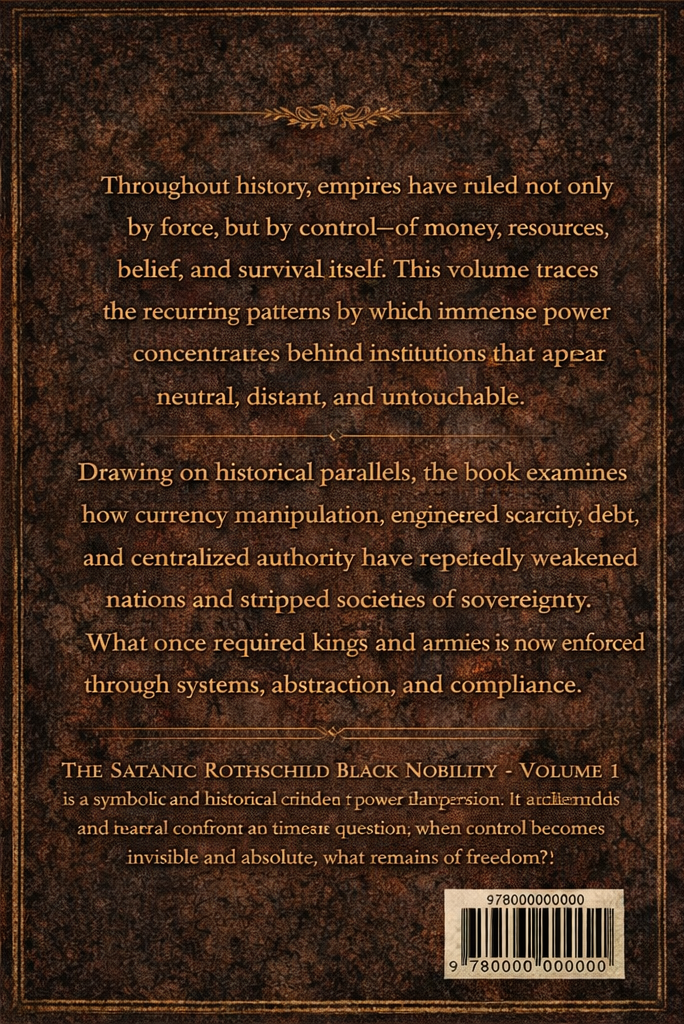 Throughout history, empires have ruled not only
by force, but by control—of money, resources,
belief, and survival itself. This volume traces
the recurring patterns by which immense power
behind institutions that
neutral, distant, and untouchable.
Drawing on historical parallels, the book examines
how currency manipulation, scarcity, debt,
and centralized authority have weakened
nations and stripped societies of sovereignty.
What once required kings and armies is now enforced
through systems, abstraction, and compliance.
THE SATANIC ROTHSCHILD BLACK NOBILITY - VOLUME 1
is a symbolic and historical power It
and confront an question; when control becomes
invisible and absolute, what remains of freedom?!
978000000000
9 780000 000000